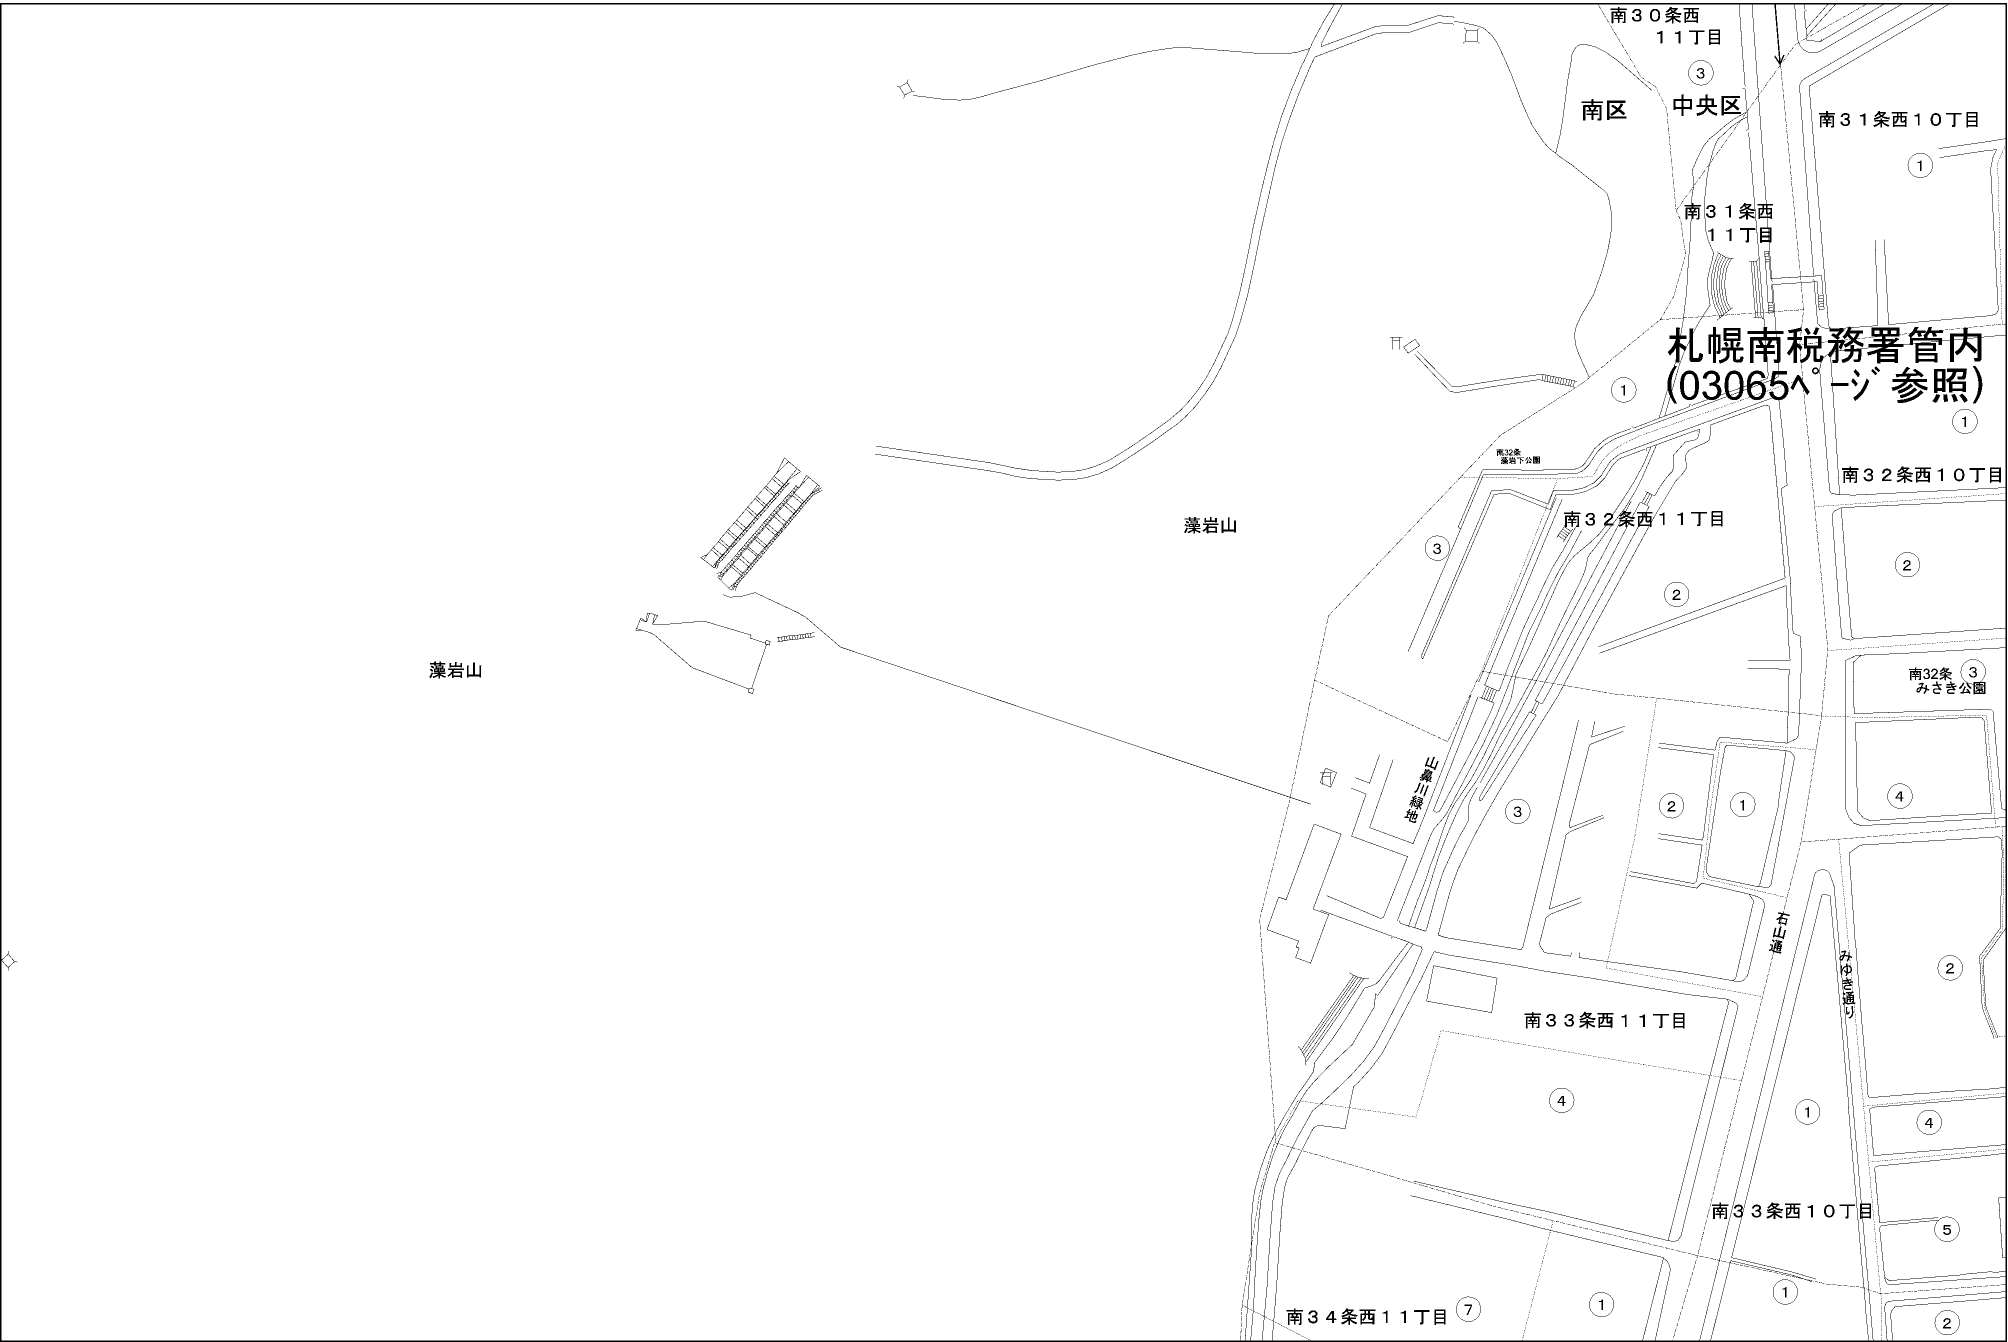 南３０条西
１１丁目
3
南区
中央区
南３１条西１０丁目
1
南３１条西
１１丁目
札幌南税務署管内
(03065ﾍﾟｰｼﾞ参照)
1
1
南32条
藻岩下公園
南３２条西１０丁目
藻岩山
南３２条西１１丁目
3
2
2
藻岩山
南32条
みさき公園
3
山鼻川緑地
3
2
1
4
石山通
みゆき通り
2
南３３条西１１丁目
4
1
4
南３３条西１０丁目
5
南３４条西１１丁目
7
1
1
2